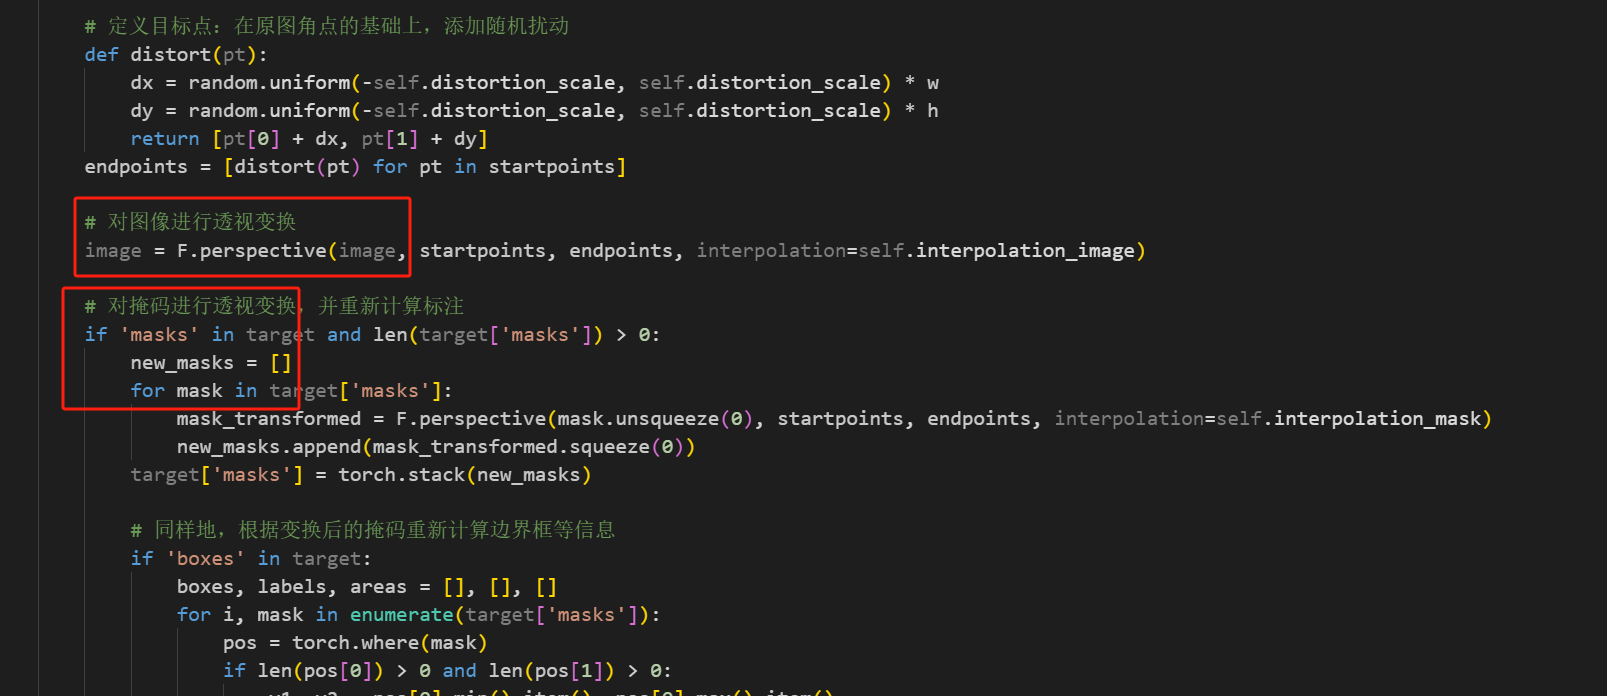 # 定义目标点：在原图角点的基础上，添加随机扰动
def distort(pt):
dx = random.uniform(-self.distortion_scale, self.distortion_scale) * w
dy = random.uniform(-self.distortion_scale, self.distortion_scale) * h
return [pt[0] + dx, pt[1] + dy]
endpoints = [distort(pt) for pt in startpoints]
# 对图像进行透视变换
image = F.perspective(image, startpoints, endpoints, interpolation=self.interpolation_image)
# 对掩码进行透视变换，并重新计算标注
if 'masks' in target and len(target['masks']) > 0:
new_masks = []
for mask in target['masks']:
mask_transformed = F.perspective(mask.unsqueeze(0), startpoints, endpoints, interpolation=self.interpolation_mask)
new_masks.append(mask_transformed.squeeze(0))
target['masks'] = torch.stack(new_masks)
# 同样地，根据变换后的掩码重新计算边界框等信息
if 'boxes' in target:
boxes, labels, areas = [], [], []
for i, mask in enumerate(target['masks']):
pos = torch.where(mask)
if len(pos[0]) > 0 and len(pos[1]) > 0: